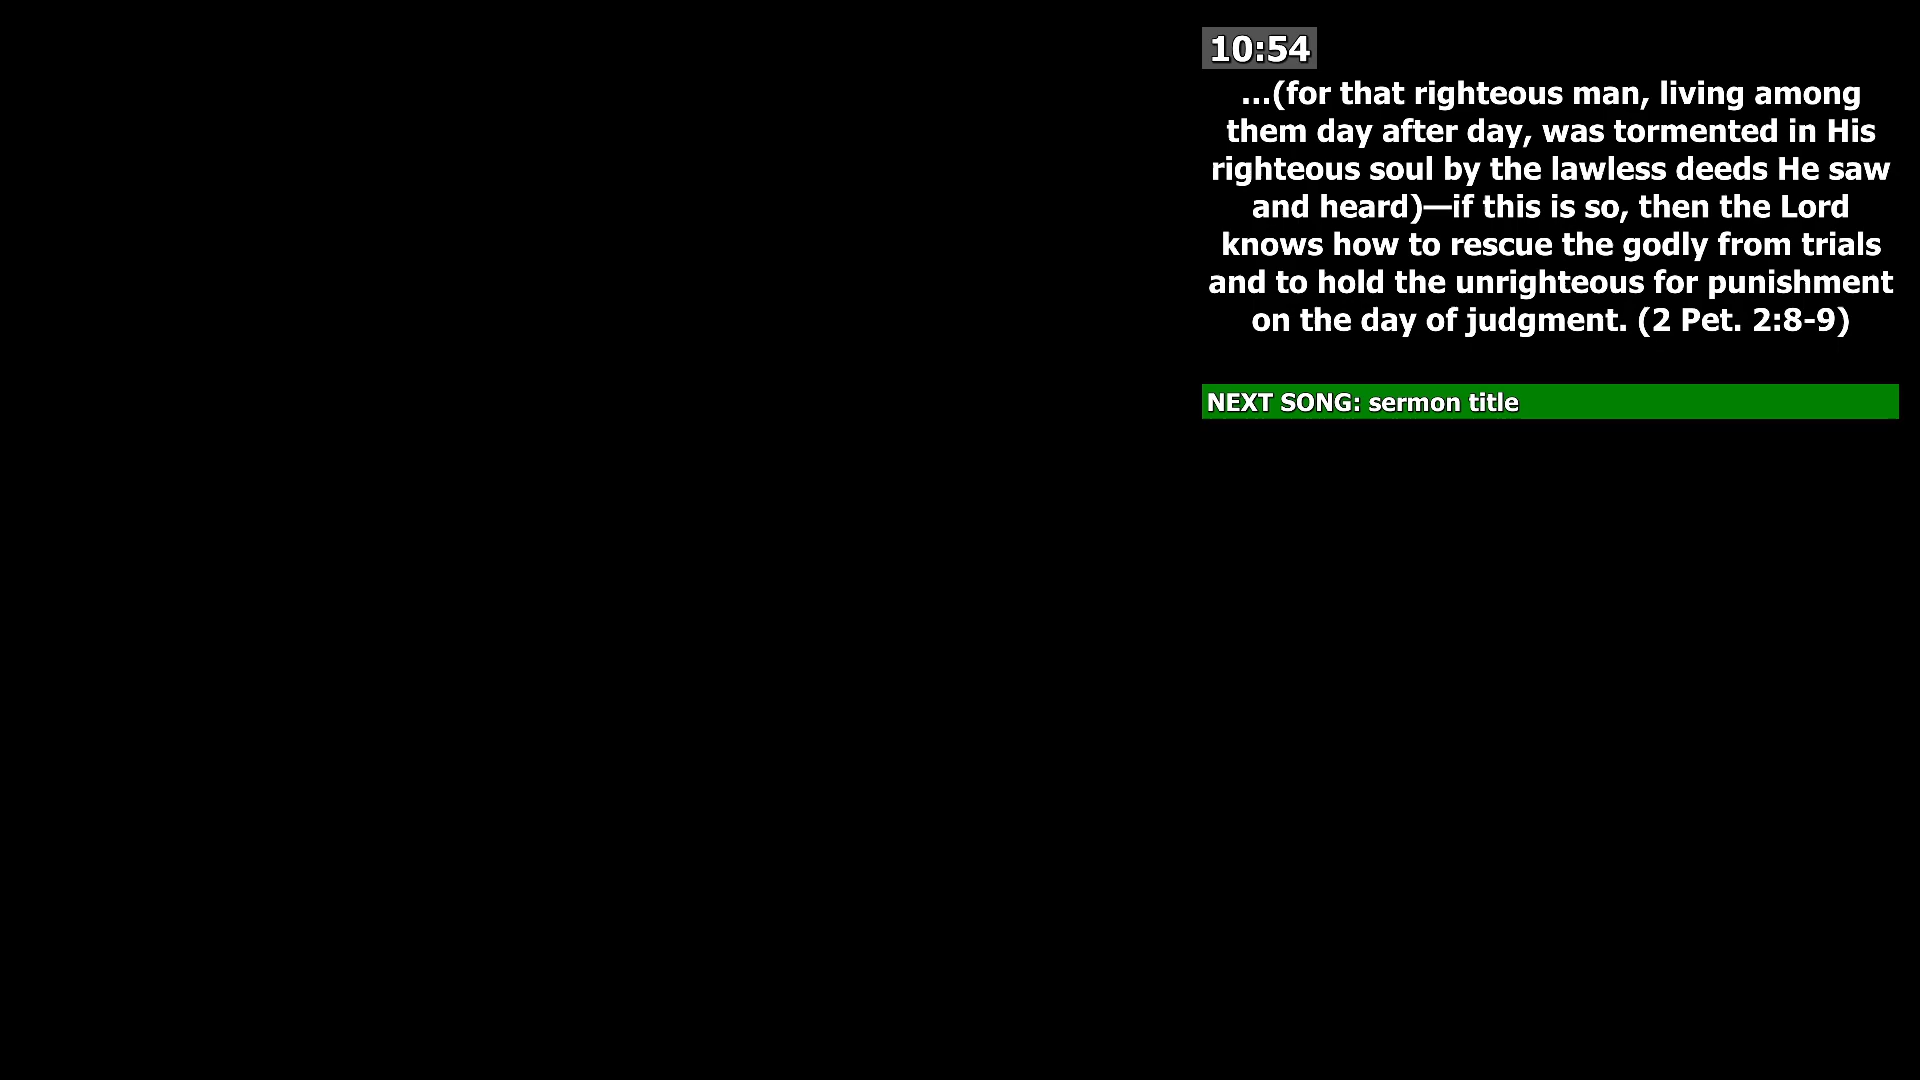 10:54
...(for that righteous man, living among
them day after day, was tormented in His
righteous soul by the lawless deeds He saw
and heard)—if this is so, then the Lord
knows how to rescue the godly from trials
and to hold the unrighteous for punishment
on the day of judgment. (2 Pet. 2:8-9)
NEXT SONG: sermon title